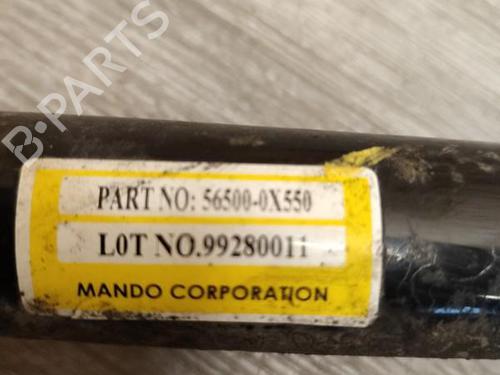 B-PARTS
PART NO: 56500-0X550
L0T NO.99280011
MANDO CORPORATION